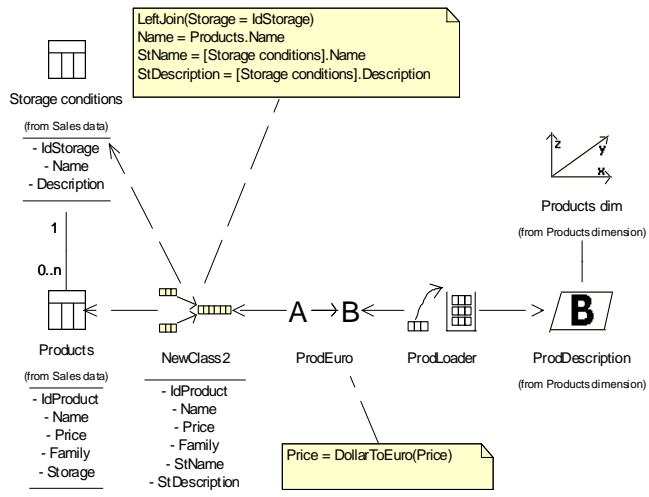 LeftJoin(Storage = IdStorage)
Name = Products.Name
StName = [Storage conditions].Name
StDescription = [Storage conditions].Description
Storage conditions
(from Sales data)
- IdStorage
- Name
- Description
1
0..n
z
y
x
Products dim
(from Products dimension)
A
B
B
Products
(from Sales data)
- IdProduct
- Name
- Price
- Family
- Storage
NewClass2
- IdProduct
- Name
- Price
- Family
- StName
- StDescription
ProdEuro
ProdLoader
ProdDescription
(from Products dimension)
Price = DollarToEuro(Price)